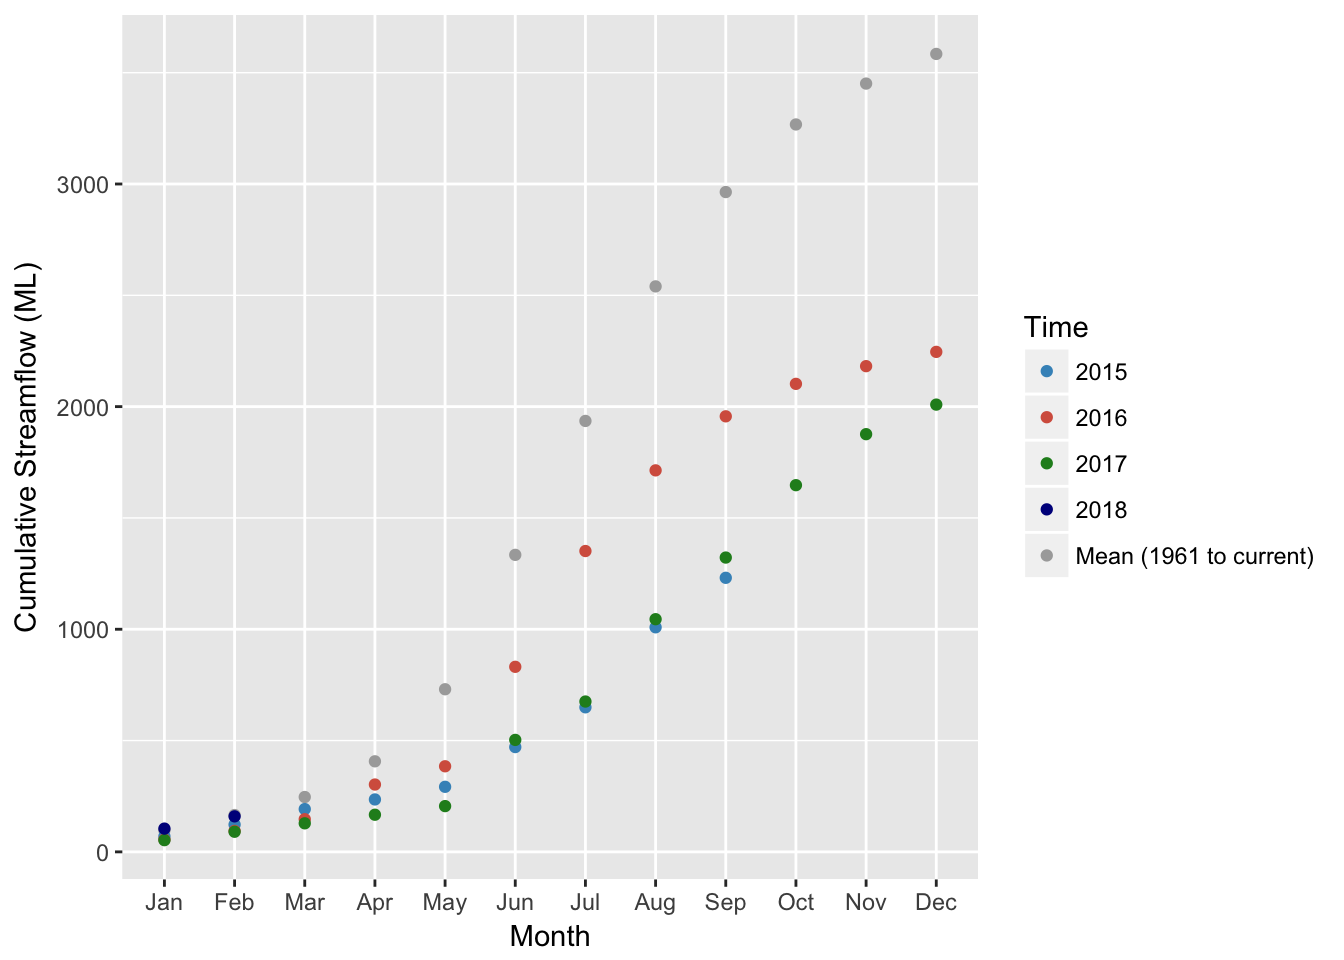 Cumulative Streamflow (ML)
3000
2000
1000
0
Jan Feb Mar Apr May Jun Jul Aug Sep Oct Nov Dec
Month
Time
2015
2016
2017
2018
Mean (1961 to current)